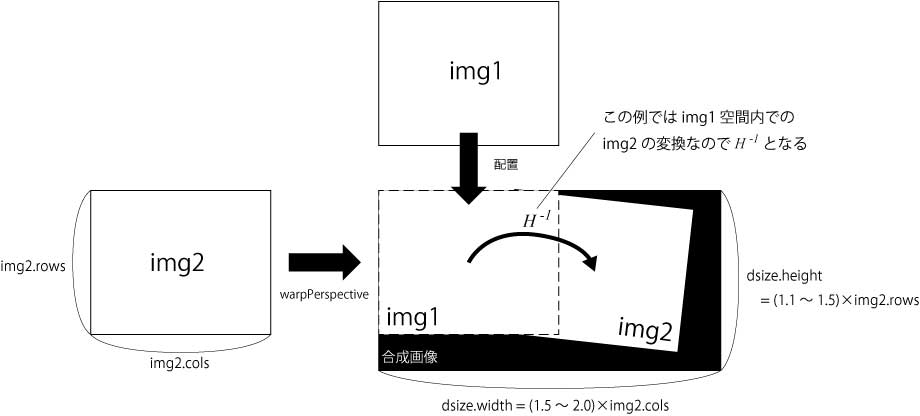 img1
この例では img1 空間内での
img2 の変換なので H⁻¹ となる
配置
H⁻¹
img2.rows
img2
warpPerspective
img1
img2
dsize.height
= (1.1 ～ 1.5)×img2.rows
合成画像
img2.cols
dsize.width = (1.5 ～ 2.0)×img2.cols